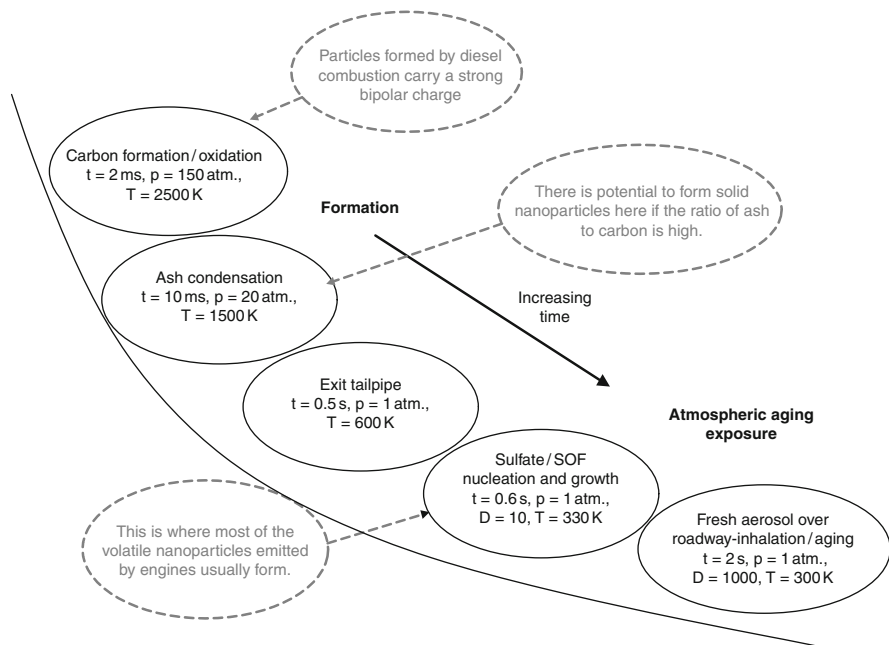 Particles formed by diesel
combustion carry a strong
bipolar charge
Carbon formation/oxidation
t = 2 ms, p = 150 atm.,
T = 2500 K
There is potential to form solid
nanoparticles here if the ratio of ash
to carbon is high.
Formation
Ash condensation
t = 10 ms, p = 20 atm.,
T = 1500 K
Increasing
time
Exit tailpipe
t = 0.5 s, p = 1 atm.,
T = 600 K
Atmospheric aging
exposure
Sulfate/SOF
nucleation and growth
t = 0.6 s, p = 1 atm.,
D = 10, T = 330 K
This is where most of the
volatile nanoparticles emitted
by engines usually form.
Fresh aerosol over
roadway-inhalation/aging
t = 2 s, p = 1 atm.,
D = 1000, T = 300 K